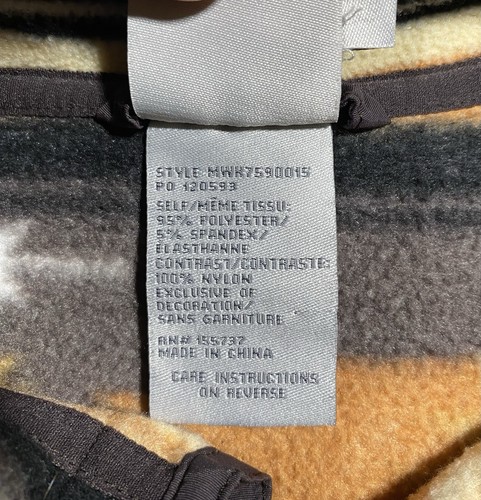 STYLE MWK7590015
PO 120593
SELF/MÊME TISSU:
95% POLYESTER/
5% SPANDEX/
ELASTHANNE
CONTRAST/CONTRASTE:
100% NYLON
EXCLUSIVE OF
DECORATION/
SANS GARNITURE
RN# 155737
MADE IN CHINA
CARE INSTRUCTIONS
ON REVERSE